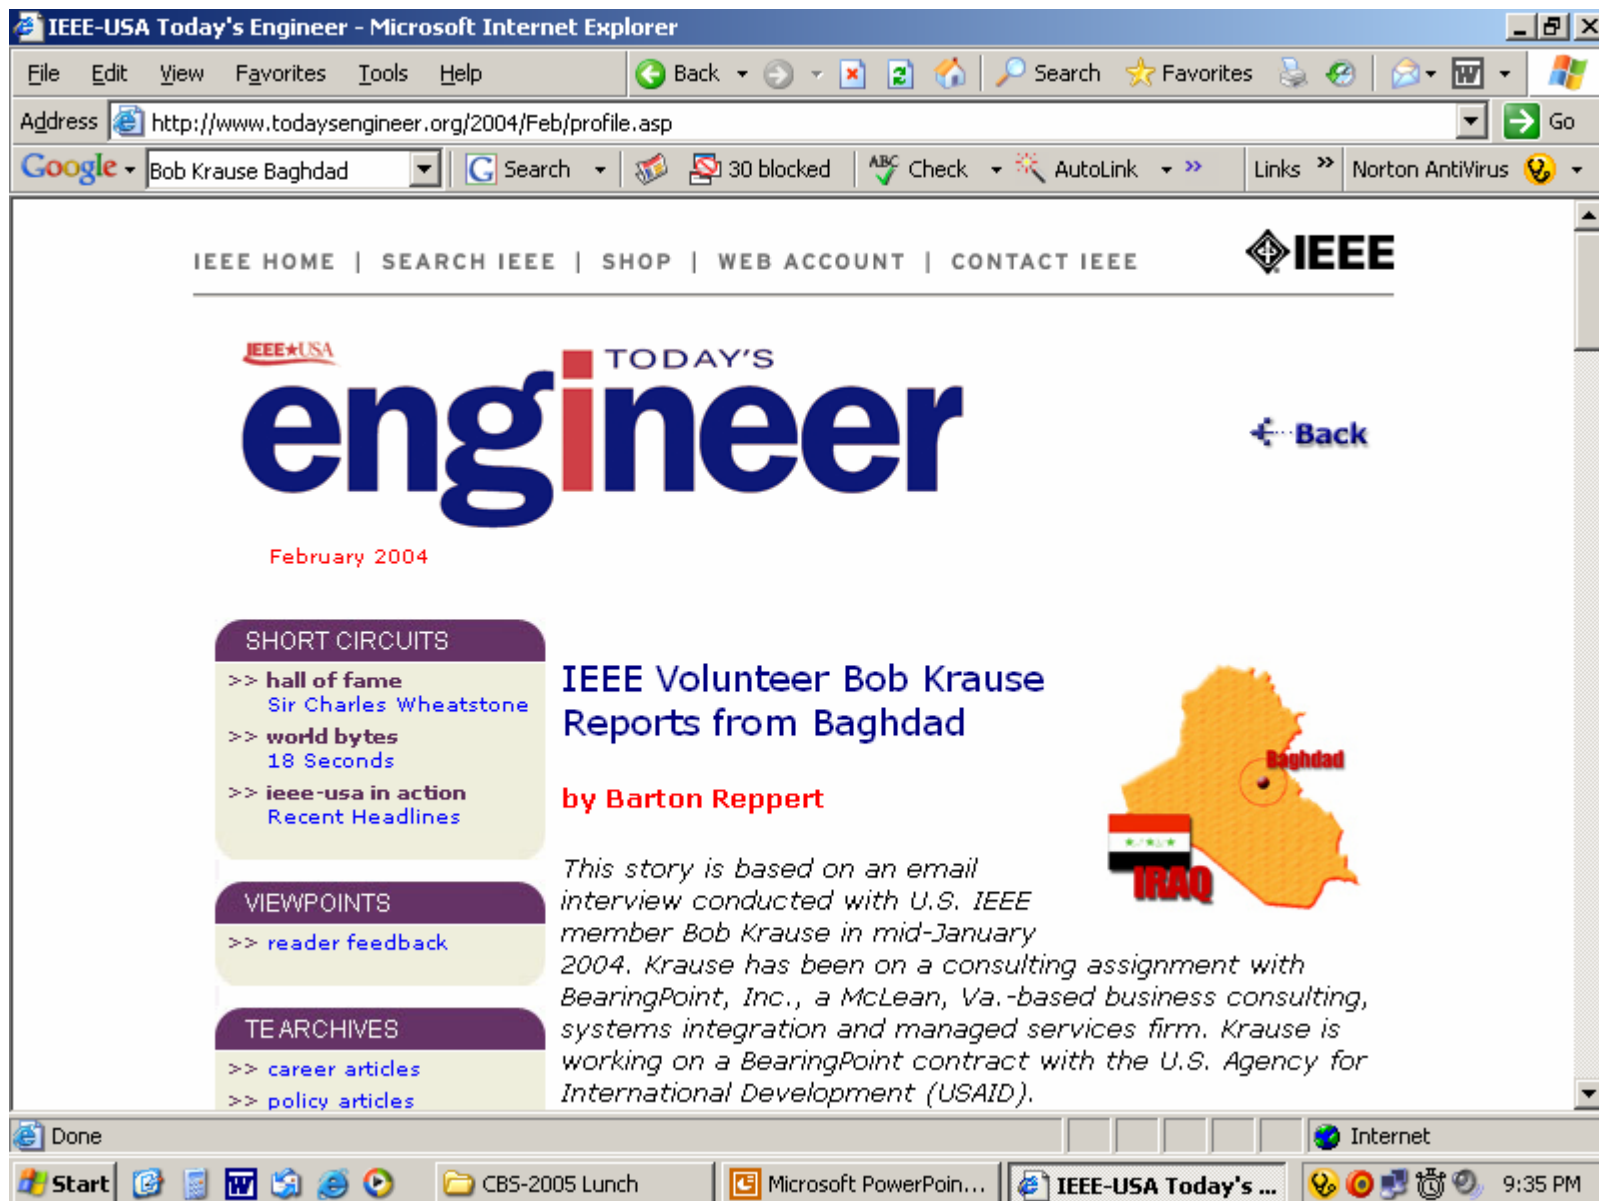 IEEE-USA Today's Engineer - Microsoft Internet Explorer
File Edit View Favorites Tools Help Back Search Favorites
Address http://www.todaysengineer.org/2004/Feb/profile.asp Go
Google Bob Krause Baghdad Search 30 blocked ABC Check AutoLink » Links » Norton AntiVirus
IEEE HOME | SEARCH IEEE | SHOP | WEB ACCOUNT | CONTACT IEEE
IEEE
IEEE★USA
TODAY'S
engineer
Back
February 2004
SHORT CIRCUITS
>> hall of fame
Sir Charles Wheatstone
>> world bytes
18 Seconds
>> ieee-usa in action
Recent Headlines
VIEWPOINTS
>> reader feedback
TE ARCHIVES
>> career articles
>> policy articles
IEEE Volunteer Bob Krause
Reports from Baghdad
by Barton Reppert
Baghdad
IRAQ
This story is based on an email
interview conducted with U.S. IEEE
member Bob Krause in mid-January
2004. Krause has been on a consulting assignment with
BearingPoint, Inc., a McLean, Va.-based business consulting,
systems integration and managed services firm. Krause is
working on a BearingPoint contract with the U.S. Agency for
International Development (USAID).
Done Internet
Start CBS-2005 Lunch Microsoft PowerPoin... IEEE-USA Today's ... 9:35 PM